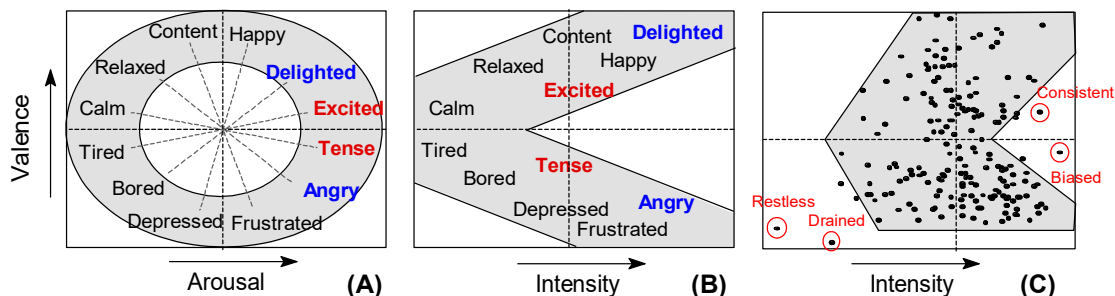 Valence
Content Happy
Relaxed Delighted
Calm Excited
Tired Tense
Bored Angry
Depressed Frustrated
Arousal (A)
Content Delighted
Relaxed Happy
Excited
Calm
Tired Tense
Bored
Depressed Angry
Frustrated
Intensity (B)
Consistent
Biased
Restless
Drained
Intensity (C)